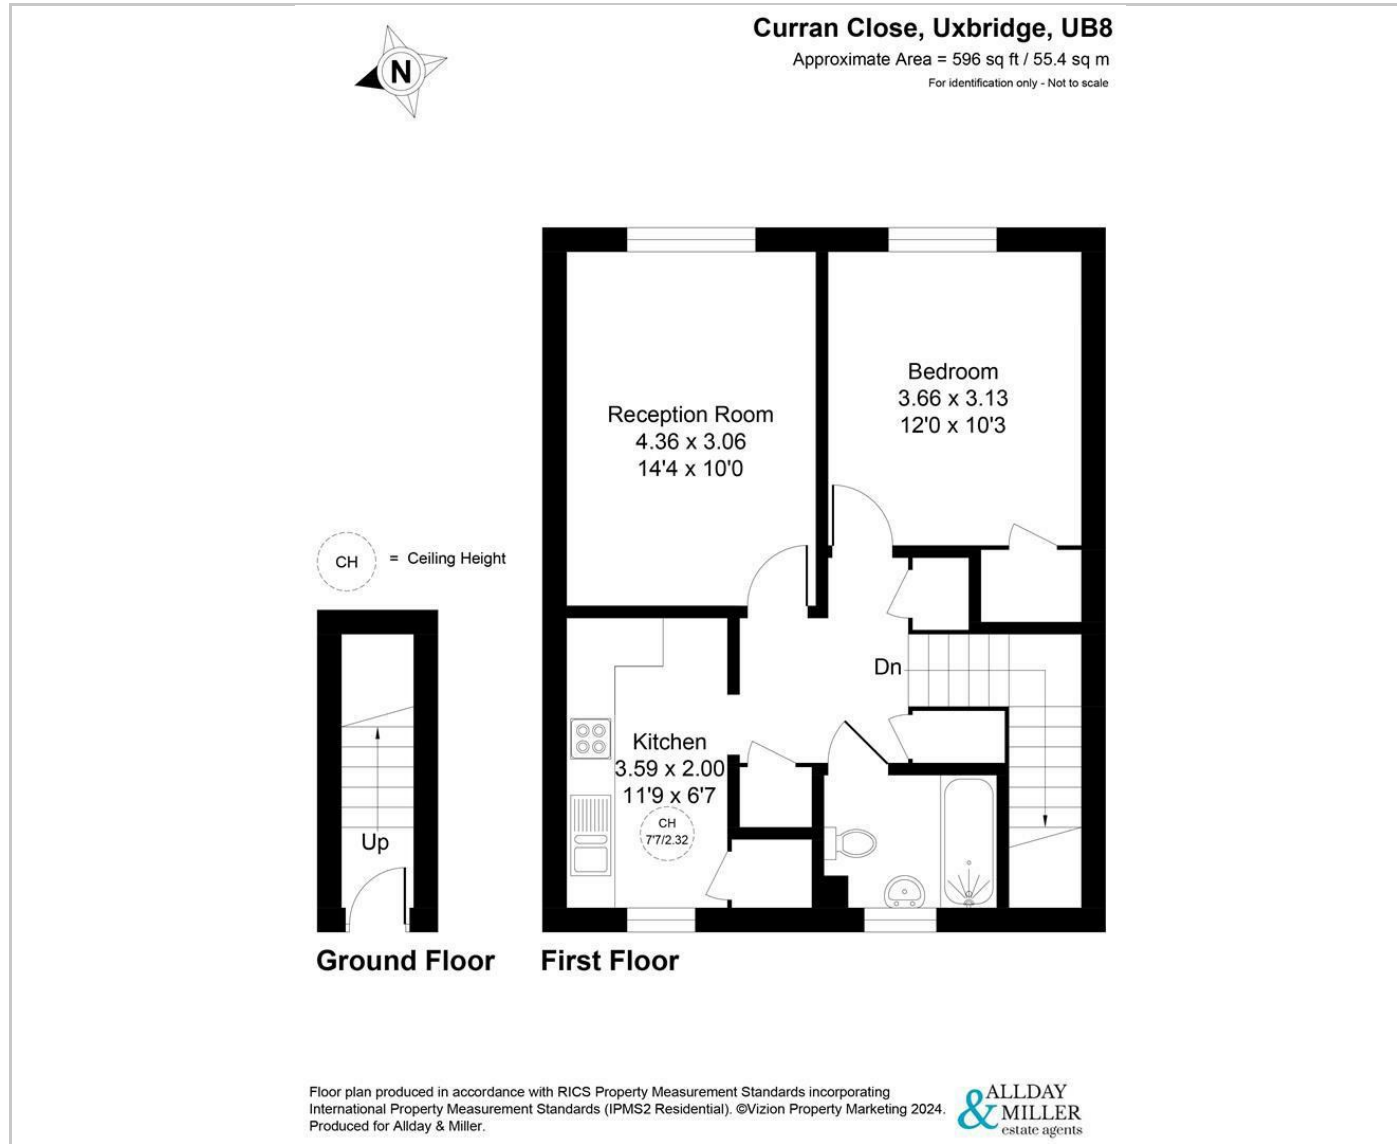 Curran Close, Uxbridge, UB8
Approximate Area = 596 sq ft / 55.4 sq m
For identification only - Not to scale
N
Bedroom
3.66 x 3.13
12'0 x 10'3
Reception Room
4.36 x 3.06
14'4 x 10'0
CH
= Ceiling Height
Dn
Kitchen
3.59 x 2.00
11'9 x 6'7
CH
7'7/2.32
Up
Ground Floor
First Floor
Floor plan produced in accordance with RICS Property Measurement Standards incorporating
International Property Measurement Standards (IPMS2 Residential). ©Vizion Property Marketing 2024.
Produced for Allday & Miller.
ALLDAY
& MILLER
estate agents